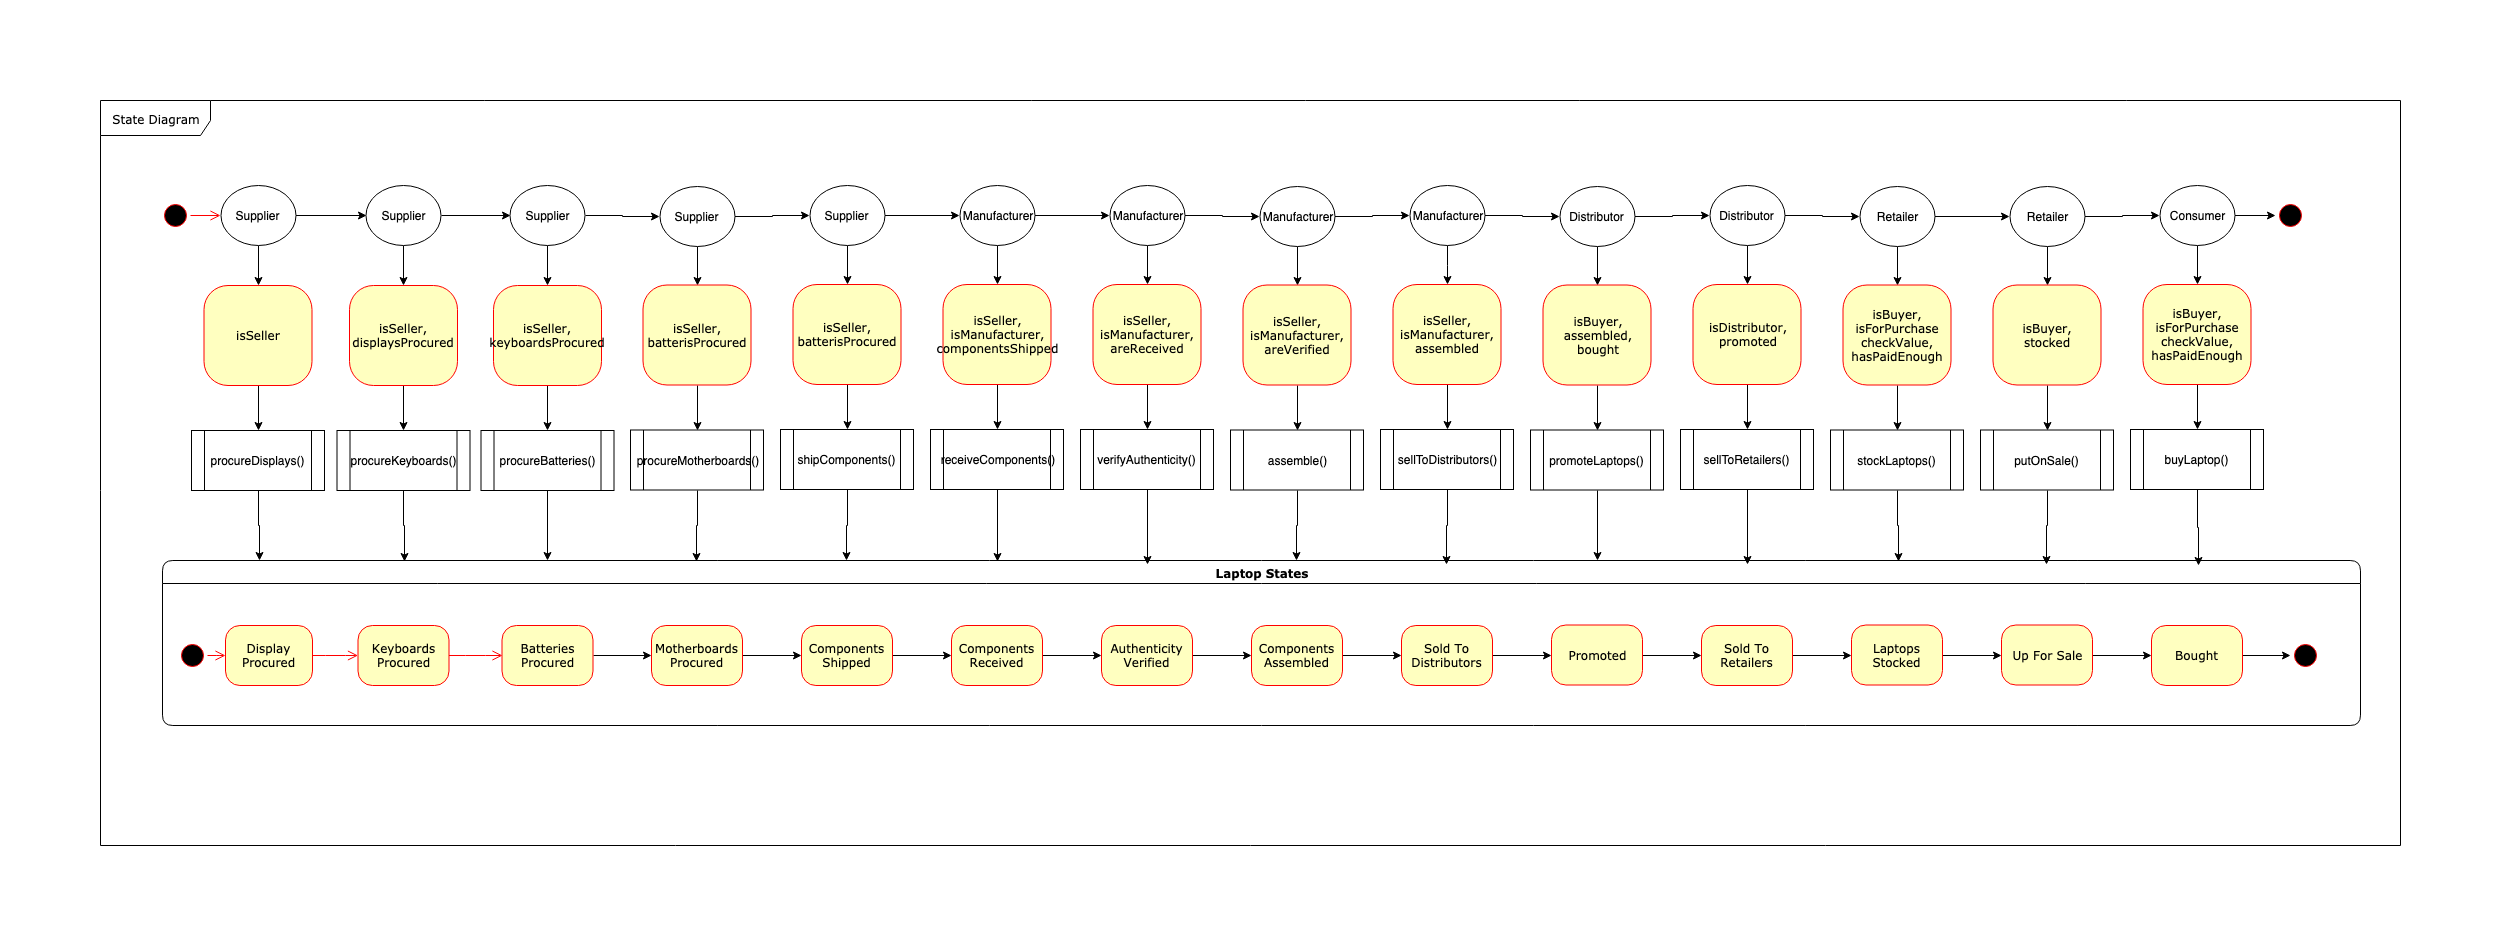 State Diagram
Supplier
Supplier
Supplier
Supplier
Supplier
Manufacturer
Manufacturer
Manufacturer
Manufacturer
Distributor
Distributor
Retailer
Retailer
Consumer
isSeller
isSeller,
displaysProcured
isSeller,
keyboardsProcured
isSeller,
batterisProcured
isSeller,
batterisProcured
isSeller,
isManufacturer,
componentsShipped
isSeller,
isManufacturer,
areReceived
isSeller,
isManufacturer,
areVerified
isSeller,
isManufacturer,
assembled
isBuyer,
assembled,
bought
isDistributor,
promoted
isBuyer,
isForPurchase
checkValue,
hasPaidEnough
isBuyer,
stocked
isBuyer,
isForPurchase
checkValue,
hasPaidEnough
procureDisplays()
procureKeyboards()
procureBatteries()
procureMotherboards()
shipComponents()
receiveComponents()
verifyAuthenticity()
assemble()
sellToDistributors()
promoteLaptops()
sellToRetailers()
stockLaptops()
putOnSale()
buyLaptop()
Laptop States
Display
Procured
Keyboards
Procured
Batteries
Procured
Motherboards
Procured
Components
Shipped
Components
Received
Authenticity
Verified
Components
Assembled
Sold To
Distributors
Promoted
Sold To
Retailers
Laptops
Stocked
Up For Sale
Bought